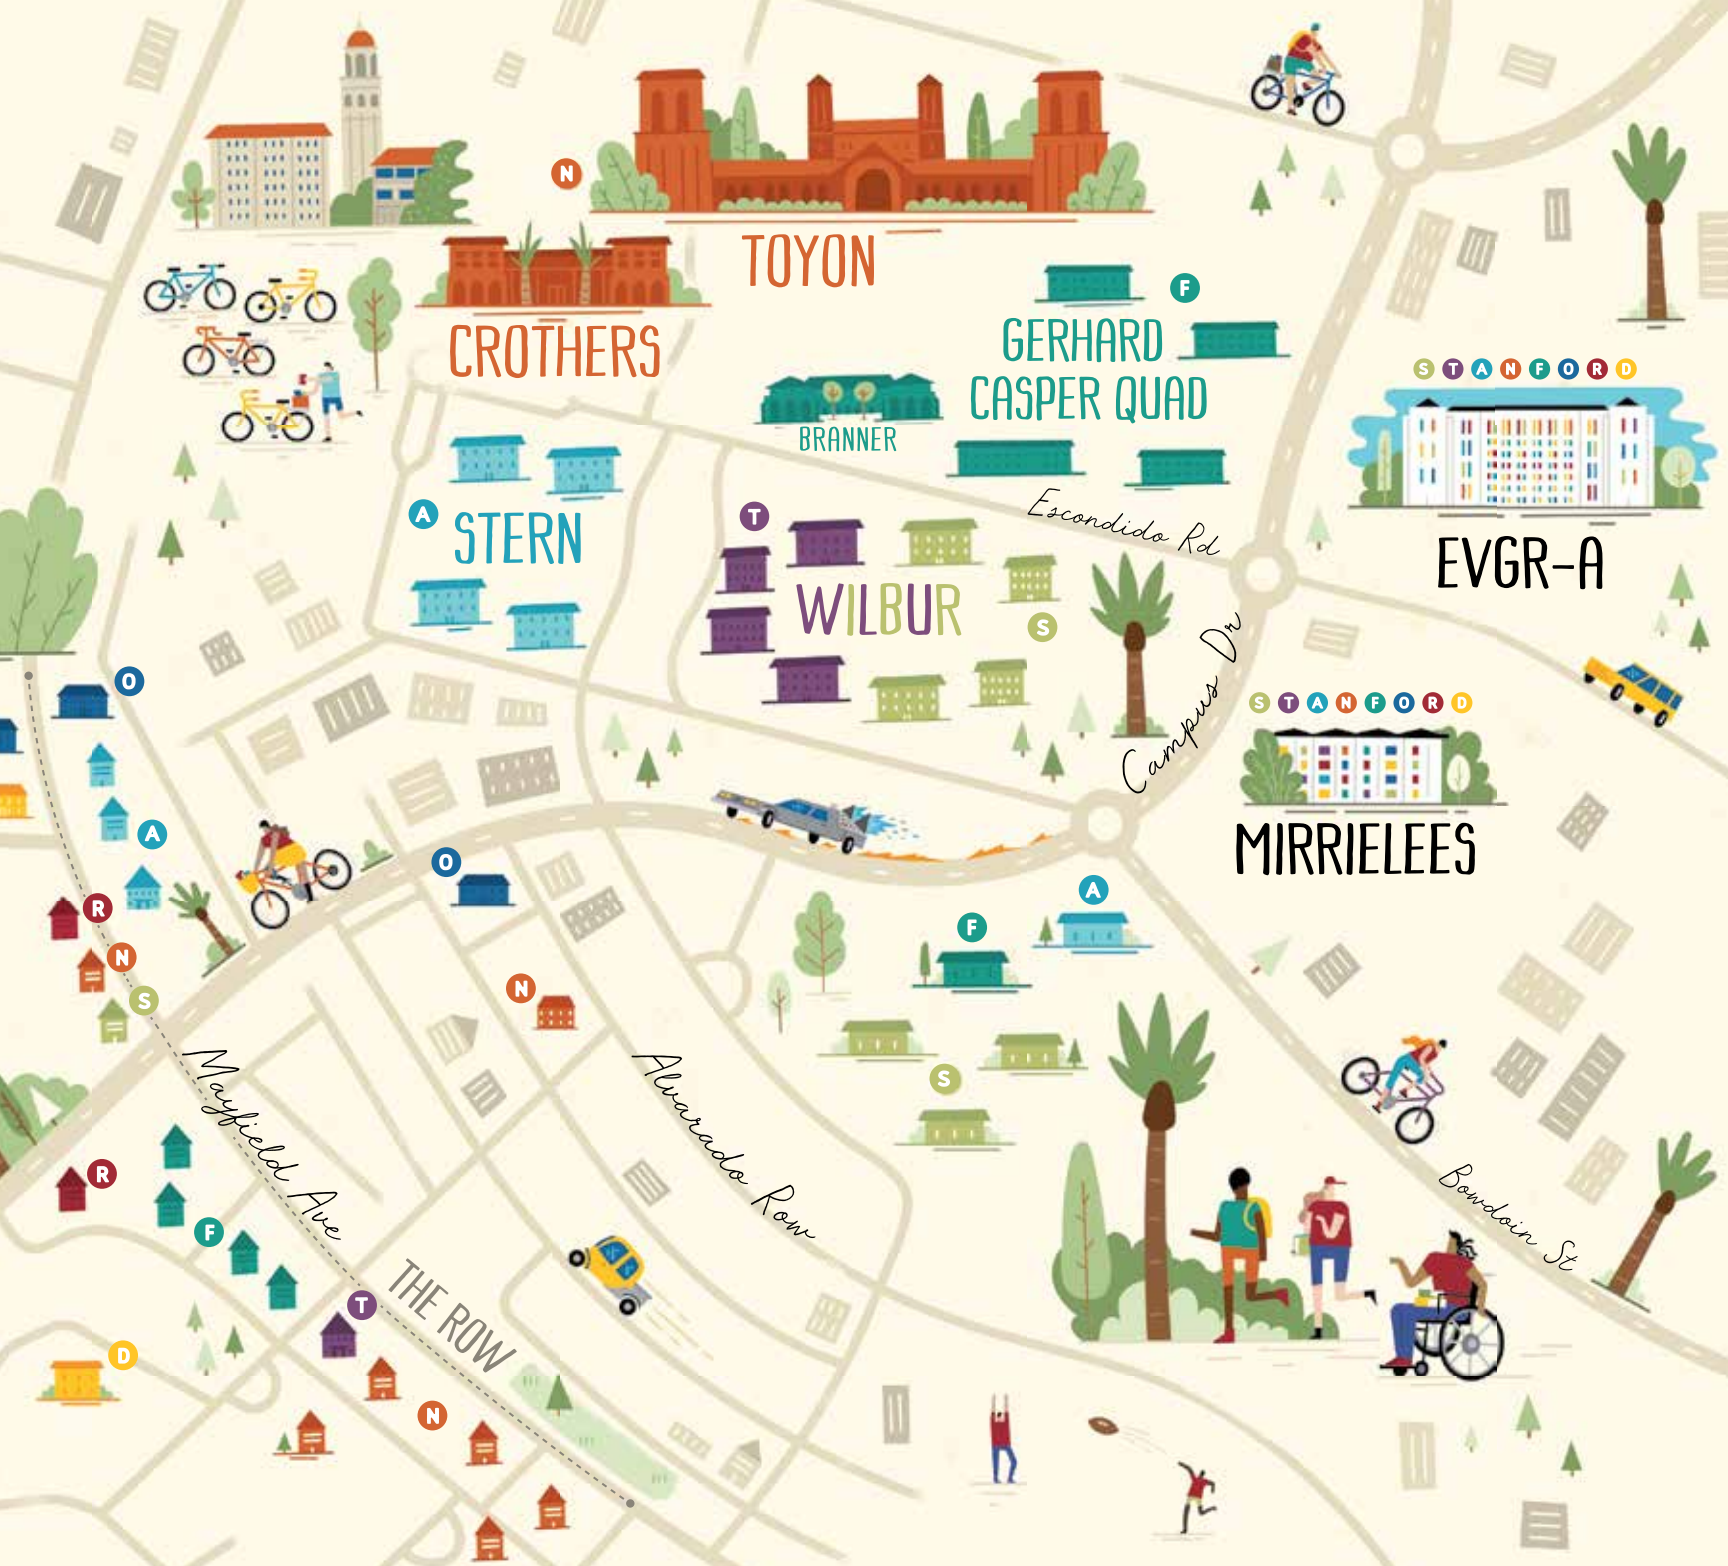 N
TOYON
CROTHERS
F
GERHARD
CASPER QUAD
BRANNER
STANFORD
EVGR-A
Escondido Rd
A
STERN
T
WILBUR
S
Campus Dr
STANFORD
MIRRIELEES
O
A
R
N
S
O
N
F
A
S
Mayfield Ave
Alvarado Row
Bowdoin St
R
F
T
THE ROW
D
N